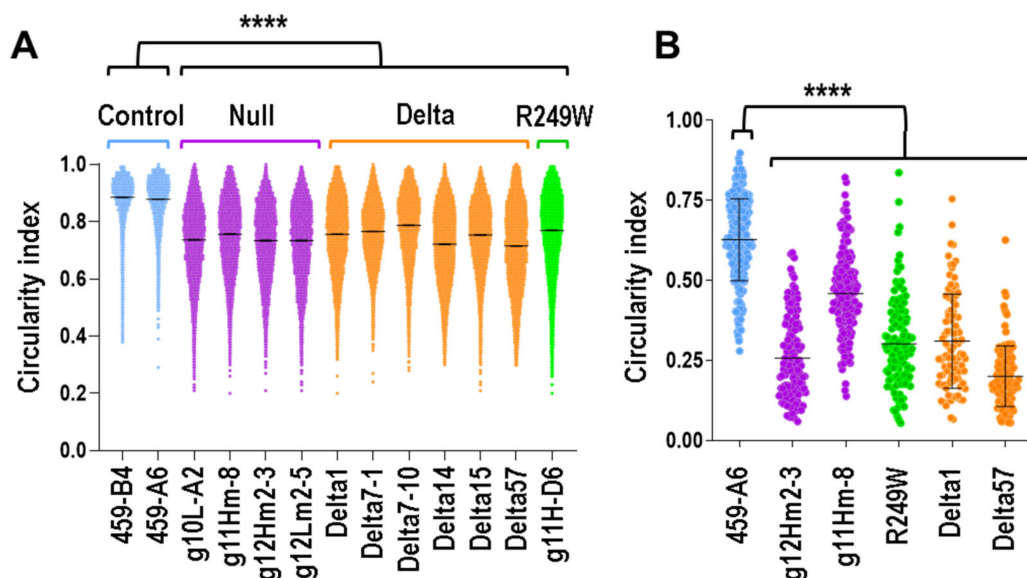 A
****
Control Null Delta R249W
Circularity index
1.0
0.8
0.6
0.4
0.2
0.0
459-B4
459-A6
g10L-A2
g11Hm-8
g12Hm2-3
g12Lm2-5
Delta1
Delta7-1
Delta7-10
Delta14
Delta15
Delta57
g11H-D6
B
****
Circularity index
1.00
0.75
0.50
0.25
0.00
459-A6
g12Hm2-3
g11Hm-8
R249W
Delta1
Delta57